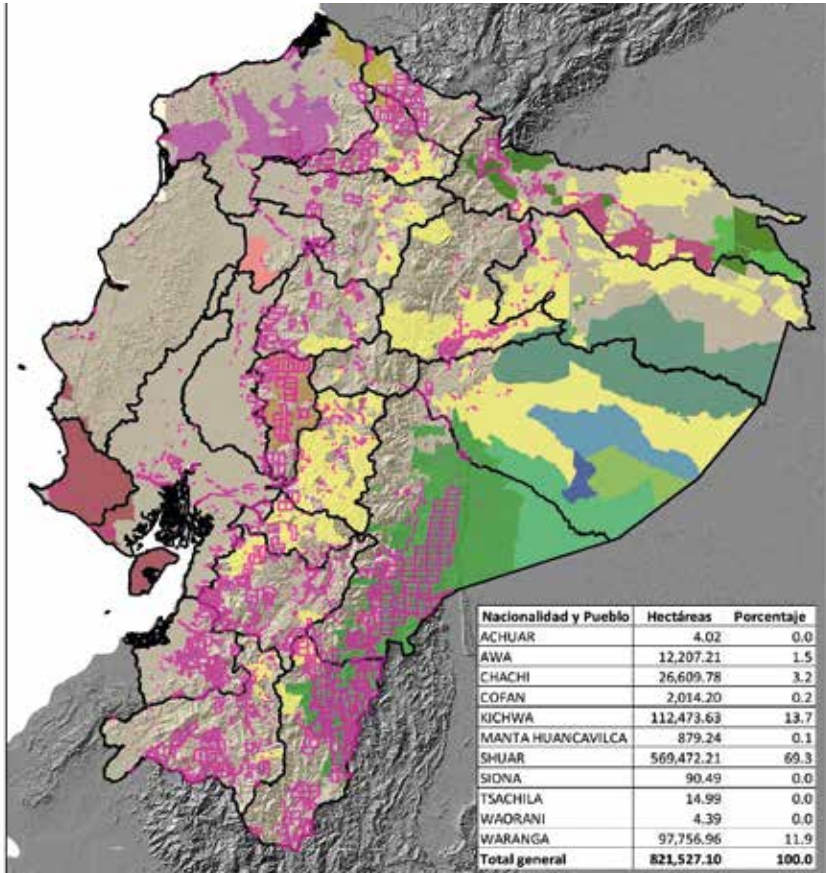 Nacionalidad y Pueblo Hectáreas Porcentaje
ACHUAR 4.02 0.0
AWA 12,207.21 1.5
CHACHI 26,609.78 3.2
COFAN 2,014.20 0.2
KICHWA 112,473.63 13.7
MANTA HUANCAVILCA 879.24 0.1
SHUAR 569,472.21 69.3
SIONA 90.49 0.0
TSACHILA 14.99 0.0
WAORANI 4.39 0.0
WARANGA 97,756.96 11.9
Total general 821,527.10 100.0